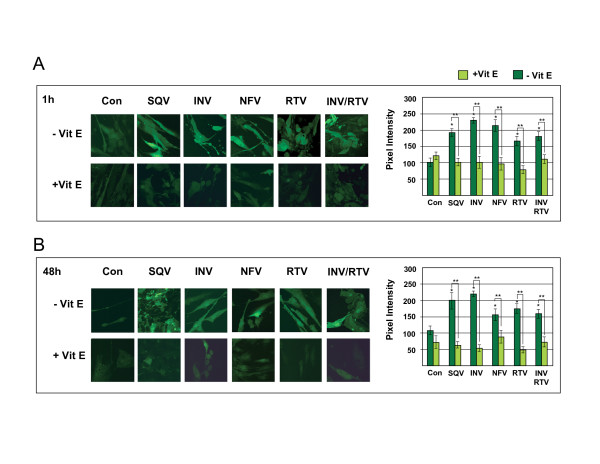 A
+Vit E - Vit E
1h
Con SQV INV NFV RTV INV/RTV
- Vit E
+Vit E
Pixel Intensity
300
250
200
150
100
50
* ** * ** * ** * ** * **
Con SQV INV NFV RTV INV
RTV
B
48h
Con SQV INV NFV RTV INV/RTV
- Vit E
+ Vit E
Pixel Intensity
300
250
200
150
100
50
* ** * ** * ** * ** * **
Con SQV INV NFV RTV INV
RTV